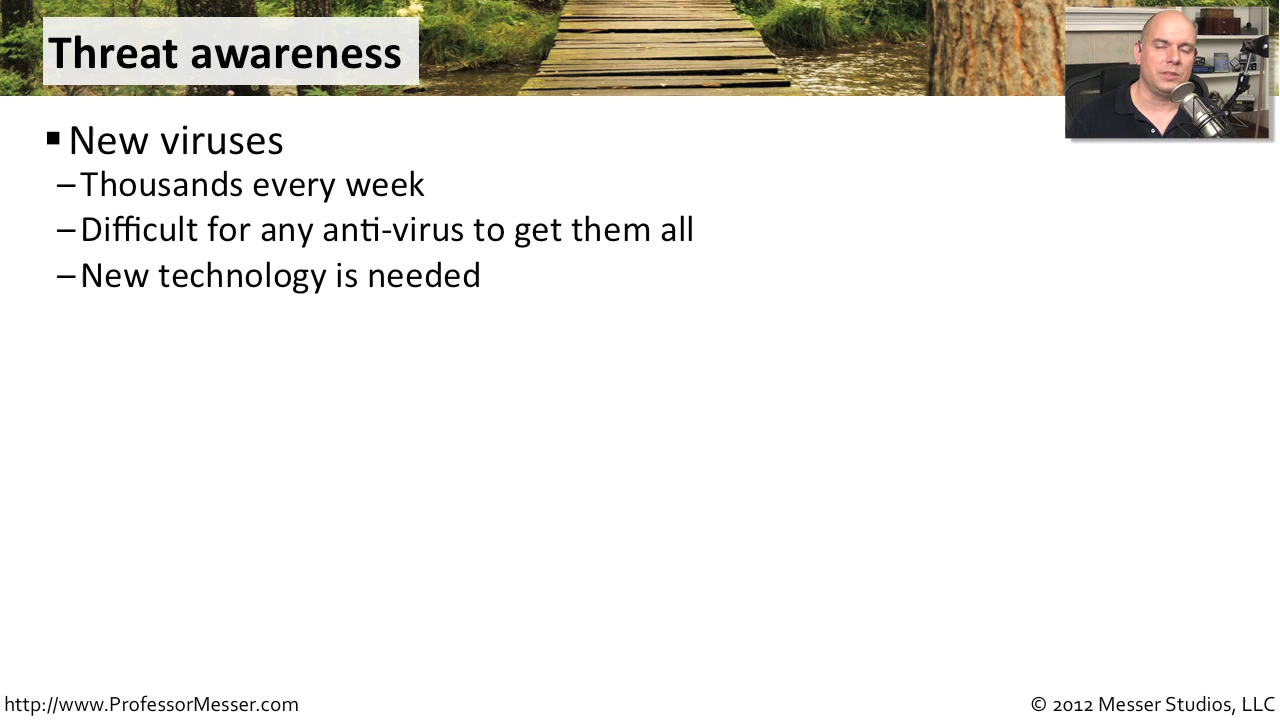 Threat awareness
▪ New viruses
– Thousands every week
– Difficult for any anti-virus to get them all
– New technology is needed
http://www.ProfessorMesser.com
© 2012 Messer Studios, LLC